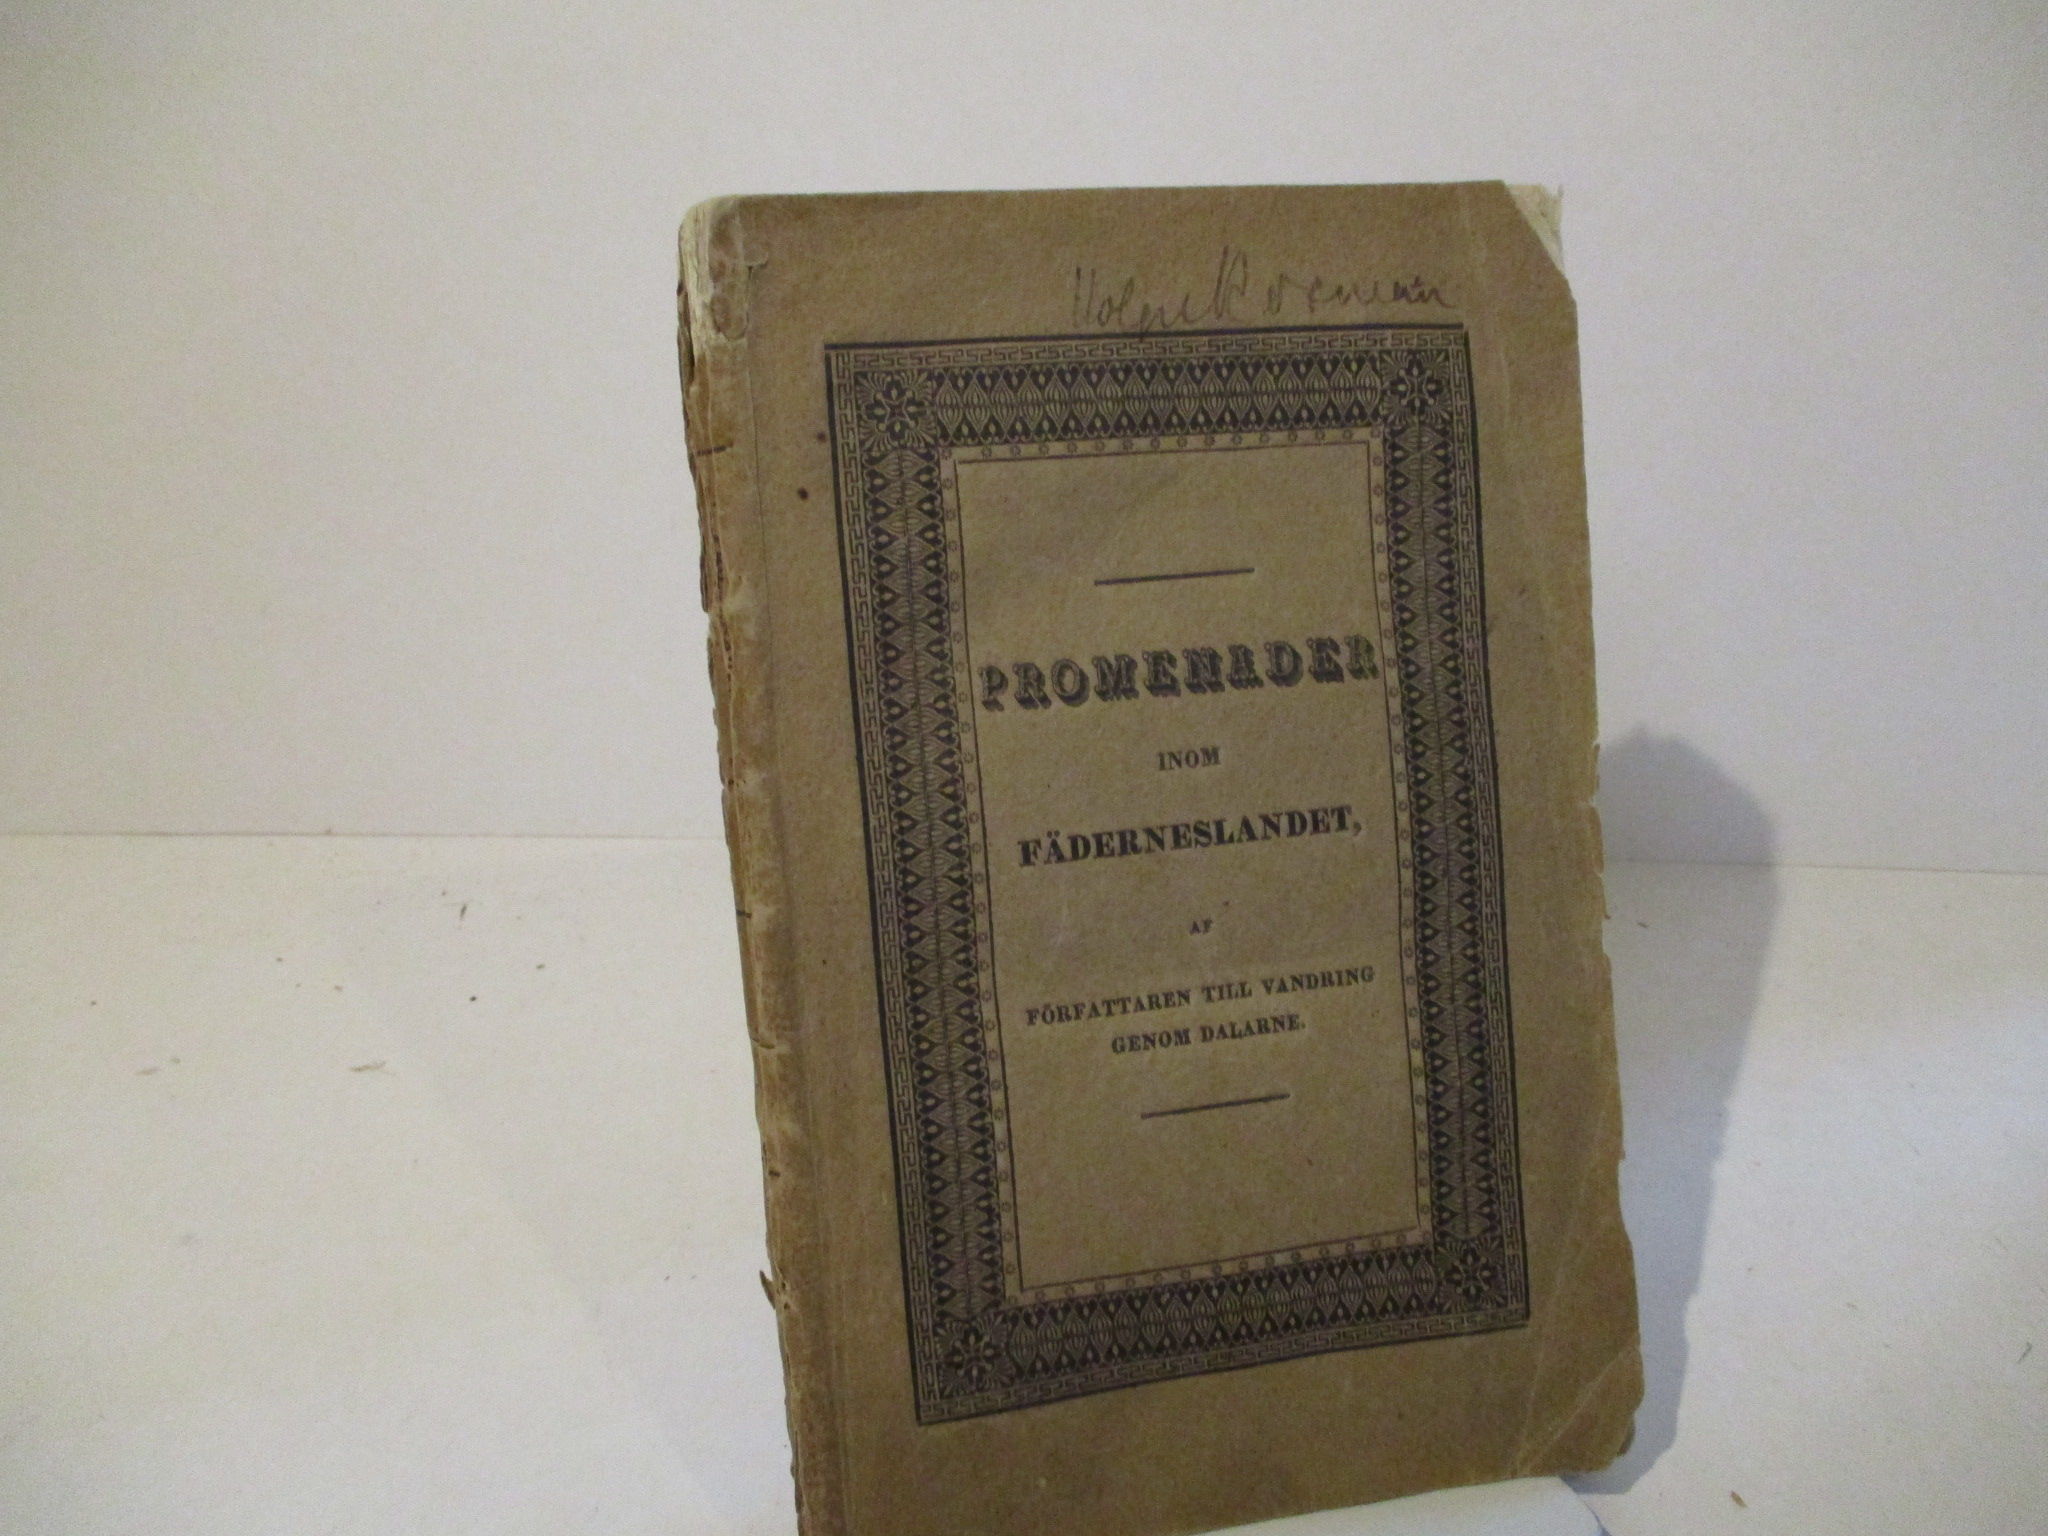 PROMENADER
INOM
FÄDERNESLANDET,
AF
FÖRFATTAREN TILL VANDRING
GENOM DALARNE.